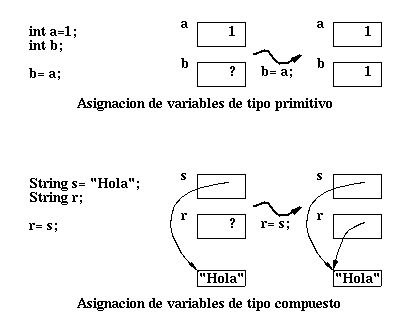 int a=1;
int b;
b= a;
a
1
b
?
b= a;
a
1
b
1
Asignacion de variables de tipo primitivo
String s= "Hola";
String r;
r= s;
s
r
?
"Hola"
r= s;
s
r
"Hola"
Asignacion de variables de tipo compuesto